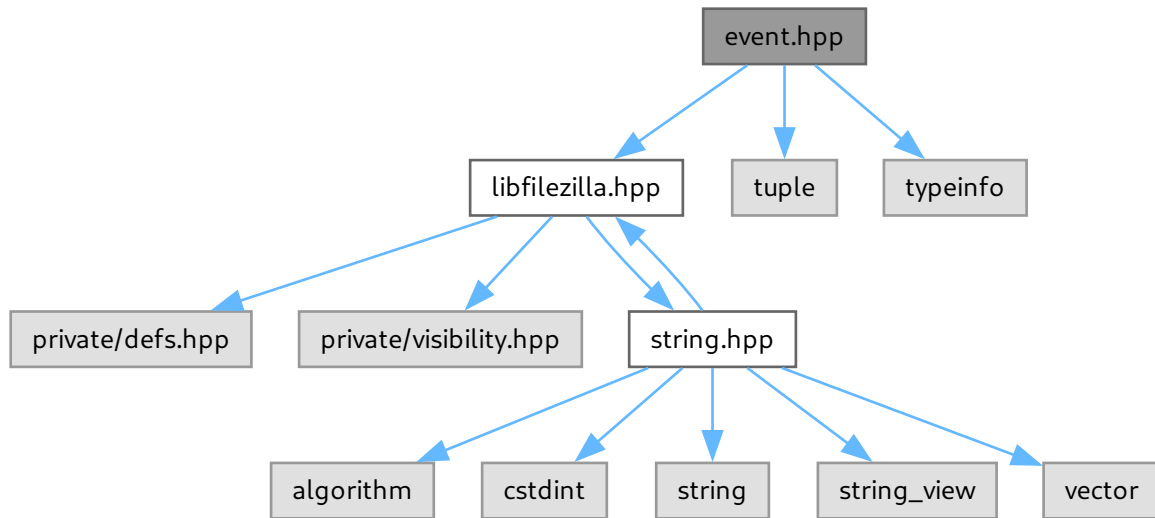 event.hpp
libfilezilla.hpp
tuple
typeinfo
private/defs.hpp
private/visibility.hpp
string.hpp
algorithm
cstdint
string
string_view
vector